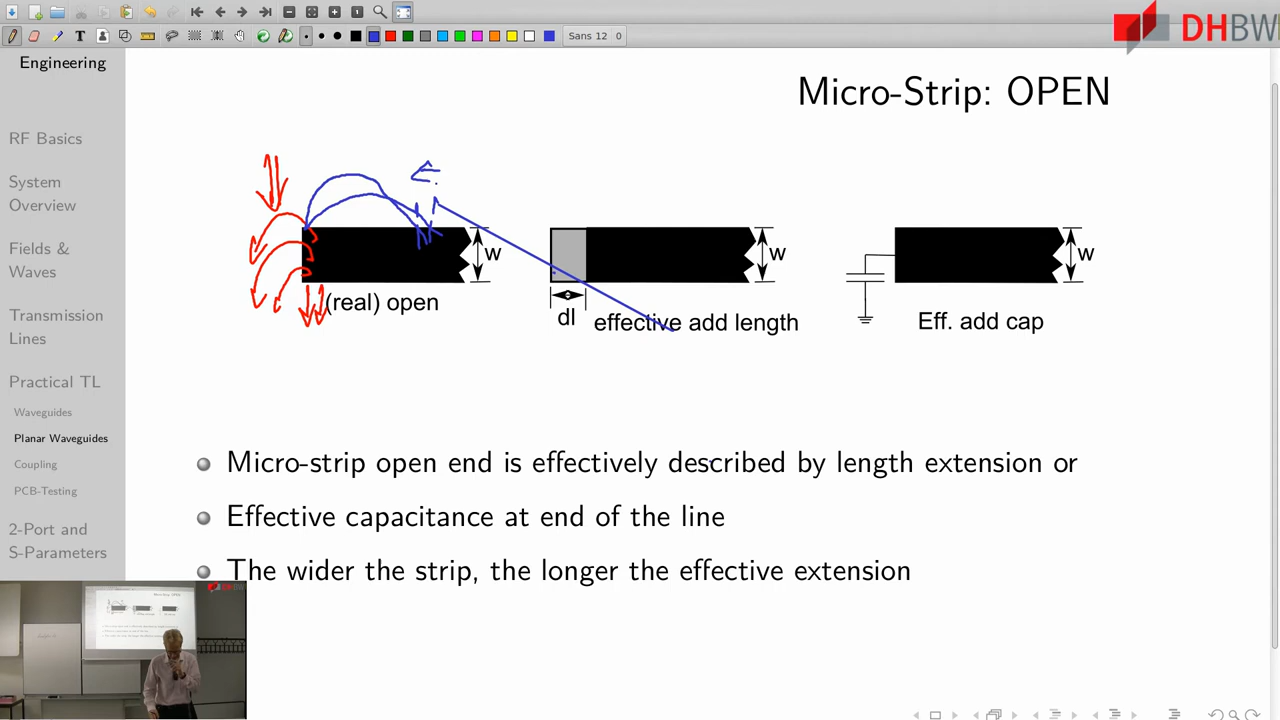 Sans 12 0
DHBW
Engineering
RF Basics
System
Overview
Fields &
Waves
Transmission
Lines
Practical TL
Waveguides
Planar Waveguides
Coupling
PCB-Testing
2-Port and
S-Parameters
Micro-Strip: OPEN
W
(real) open
W
dl
effective add length
W
Eff. add cap
Micro-strip open end is effectively described by length extension or
Effective capacitance at end of the line
The wider the strip, the longer the effective extension